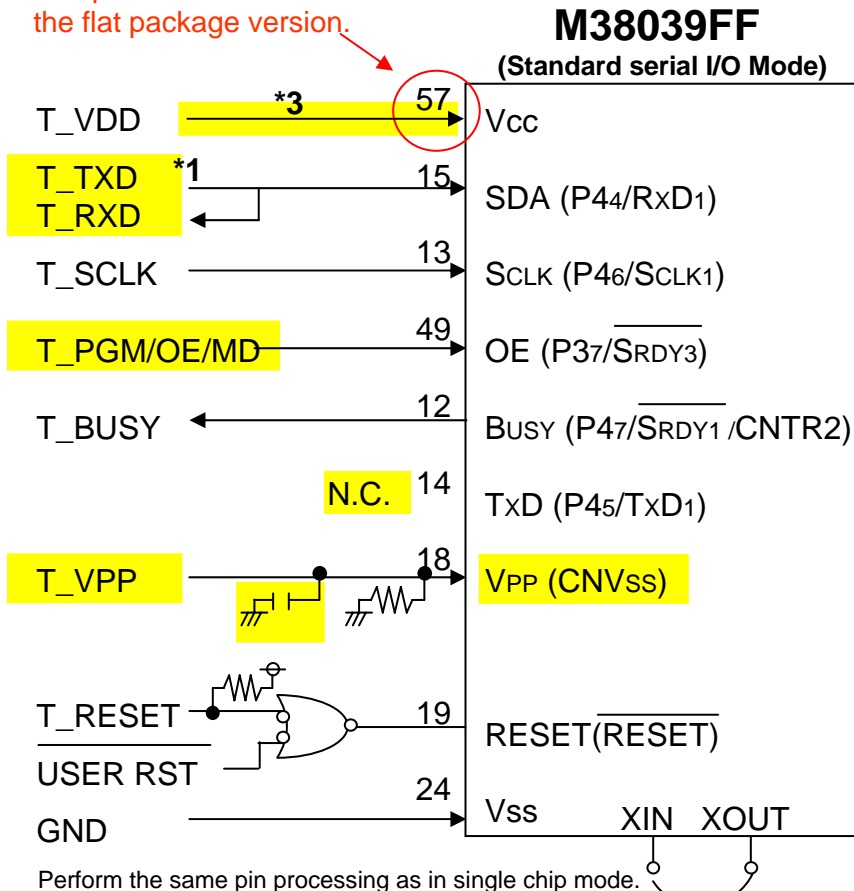 the flat package version.
M38039FF
(Standard serial I/O Mode)
T_VDD *3 57 Vcc
T_TXD *1 15 SDA (P44/RxD1)
T_RXD
T_SCLK 13 SCLK (P46/SCLK1)
T_PGM/OE/MD 49 OE (P37/SRDY3)
T_BUSY 12 BUSY (P47/SRDY1 /CNTR2)
N.C. 14 TxD (P45/TxD1)
T_VPP 18 VPP (CNVSS)
T_RESET 19 RESET(RESET)
USER RST
GND 24 Vss XIN XOUT
Perform the same pin processing as in single chip mode.